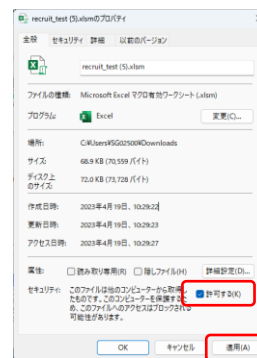 recruit_test (5).xlsmのプロパティ
全般 セキュリティ 詳細 以前のバージョン
recruit_test (5).xlsm
ファイルの種類: Microsoft Excel マクロ有効ワークシート (.xlsm)
プログラム: Excel 変更(C)...
場所: C:¥Users¥SG02500¥Downloads
サイズ: 68.9 KB (70,559 バイト)
ディスク上 72.0 KB (73,728 バイト)
のサイズ:
作成日時: 2023年4月19日、10:29:22
更新日時: 2023年4月19日、10:29:23
アクセス日時: 2023年4月19日、10:29:27
属性: 読み取り専用(R) 隠しファイル(H) 詳細設定(D)...
セキュリティ: このファイルは他のコンピューターから取得し 許可する(K)
たものです。このコンピューターを保護するた
め、このファイルへのアクセスはブロックされる
可能性があります。
OK キャンセル 適用(A)